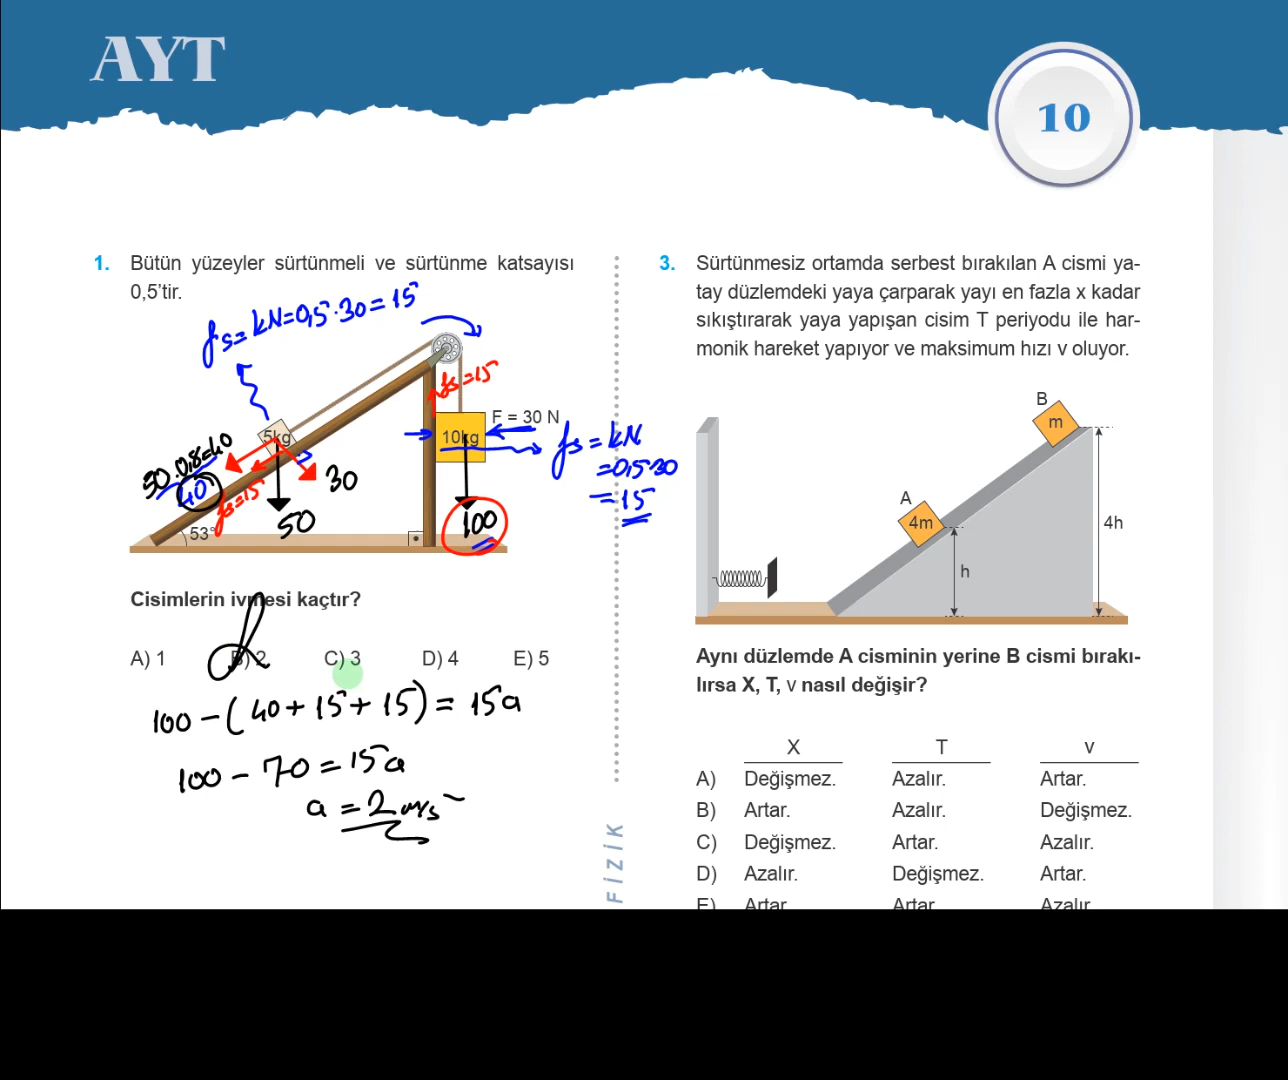 AYT
10
1. Bütün yüzeyler sürtünmeli ve sürtünme katsayısı
0,5'tir.
fs = kN = 0,5 · 30 = 15
fs = 15
F = 30 N
5kg
10kg
fs = kN
= 0,5 30
= 15
50 · 0,8 = 40
40
fs = 15
30
50
100
53°
Cisimlerin ivmesi kaçtır?
A) 1 B) 2 C) 3 D) 4 E) 5
100 - (40 + 15 + 15) = 15a
100 - 70 = 15a
a = 2 m/s
3. Sürtünmesiz ortamda serbest bırakılan A cismi ya-
tay düzlemdeki yaya çarparak yayı en fazla x kadar
sıkıştırarak yaya yapışan cisim T periyodu ile har-
monik hareket yapıyor ve maksimum hızı v oluyor.
B
m
A
4m
4h
h
Aynı düzlemde A cisminin yerine B cismi bırakı-
lırsa X, T, v nasıl değişir?
X T v
A) Değişmez. Azalır. Artar.
B) Artar. Azalır. Değişmez.
C) Değişmez. Artar. Azalır.
D) Azalır. Değişmez. Artar.
E) Artar Artar Azalır
FİZİK